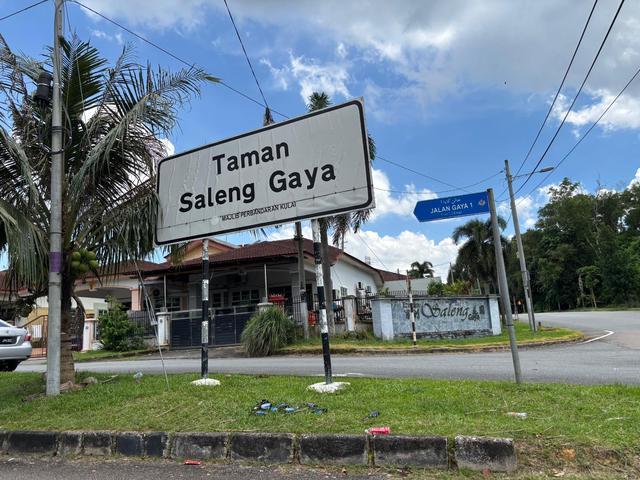 Taman
Saleng Gaya
(MAJLIS PERBANDARAN KULAI)
JALAN GAYA 1
Saleng